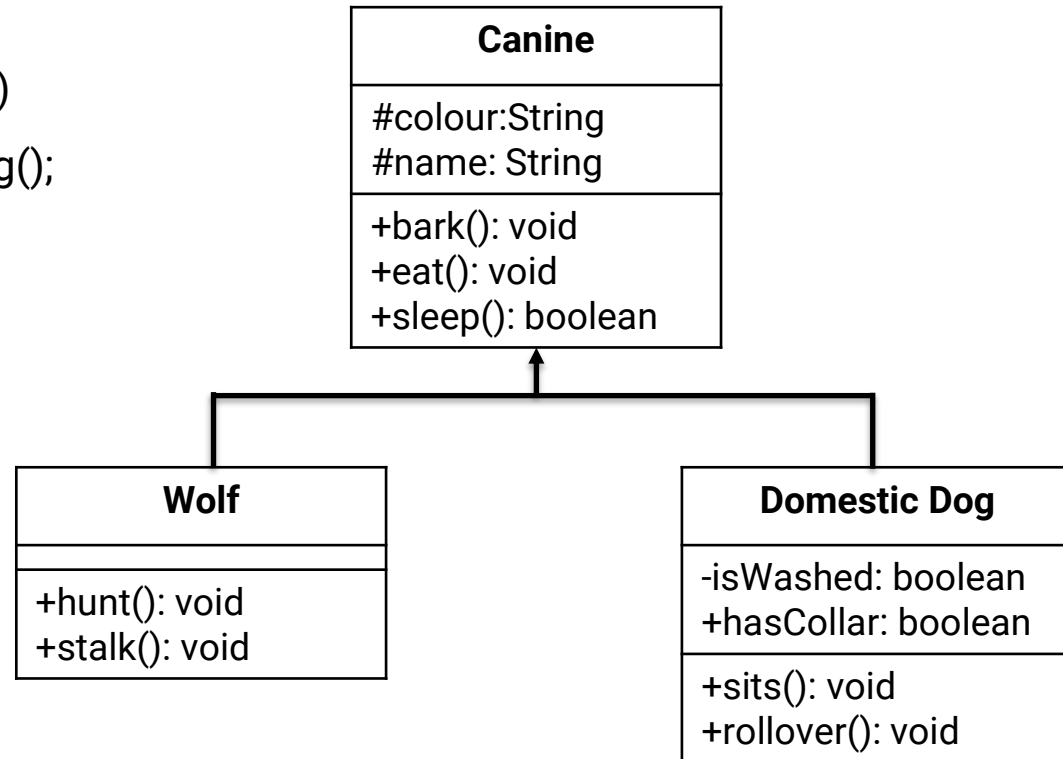 )
g();
Canine
#colour:String
#name: String
+bark(): void
+eat(): void
+sleep(): boolean
Wolf
+hunt(): void
+stalk(): void
Domestic Dog
-isWashed: boolean
+hasCollar: boolean
+sits(): void
+rollover(): void